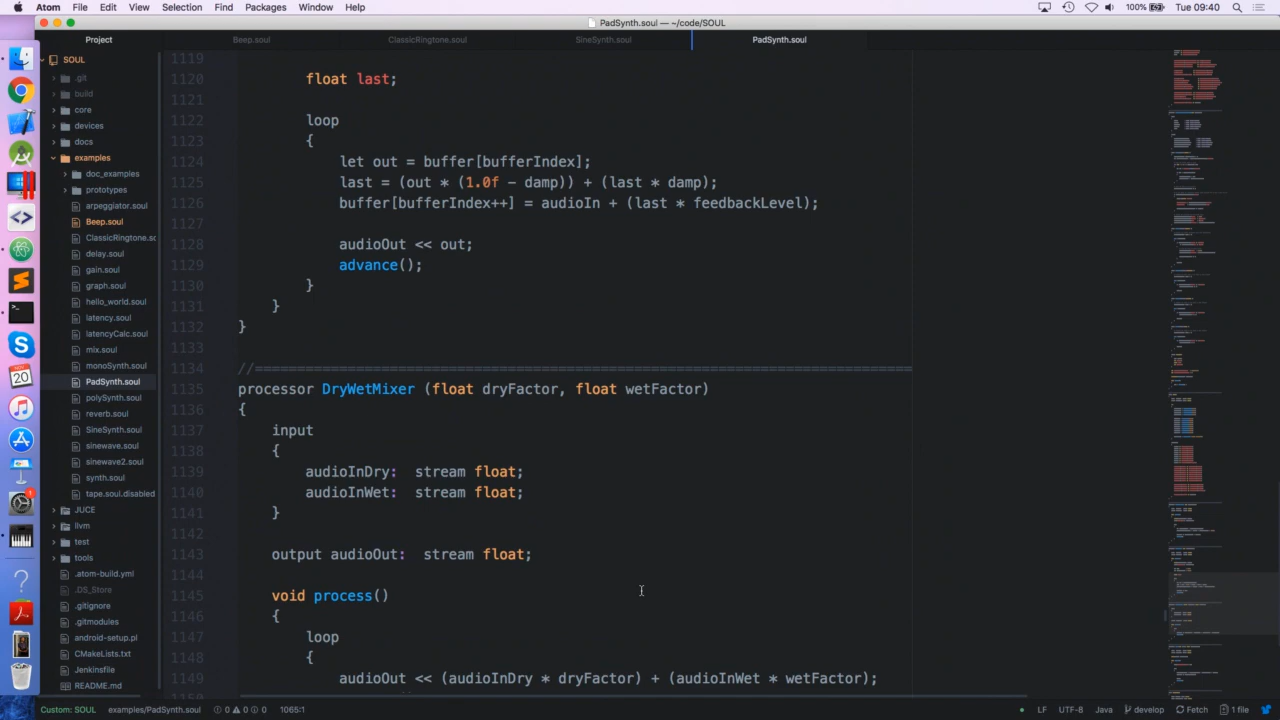 Atom File Edit View Selection Find Packages Window Help 100% Tue 09:40
PadSynth.soul — ~/code/SOUL
Project Beep.soul ClassicRingtone.soul SineSynth.soul PadSynth.soul
SOUL
.git
build
core
devices
docs
examples
doc_examples
prototypes
arpeggiator.soul
Beep.soul
ClassicRingtone.sc
delay.soul
gain.soul
graph.soul
hello_world.soul
latency.soul
latencyCalc.soul
mix.soul
monoSynth.soul
PadSynth.soul
polySynth.soul
reverb.soul
SineSynth.soul
sinewave.soul
sinewave2.soul
synth.soul
tape.soul.disabled
JUCE
llvm
test
tools
.atom-build.yml
.DS_Store
.gitignore
.gitmodules
android-setup.pl
CMakeLists.txt
Jenkinsfile
README.md
NOV
20
1
1119
1120 float last;
1121
1122 loop
1123 {
1124 let out = buffer[bufferIndex];
1125 last = (out * (1.0f - damp)) + (last * damp);
1126 buffer[bufferIndex++] = audioIn + (last * feedbackLevel);
1127
1128 audioOut << out;
1129 advance();
1130 }
1131 }
1132 }
1133
1134 //==============================================================================
1135 processor DryWetMixer (float dryFactor, float wetFactor)
1136 {
1137 input
1138 {
1139 audioInDry: stream float;
1140 audioInWet: stream float;
1141 }
1142
1143 output audioOut: stream float;
1144
1145 void process()
1146 {
1147 loop
1148 {
1149 audioOut << (audioInDry * dryFactor) + (audioInWet * wetFactor);
Custom: SOUL examples/PadSynth.soul 0 0 0 1065:1 LF UTF-8 Java develop Fetch 1 file